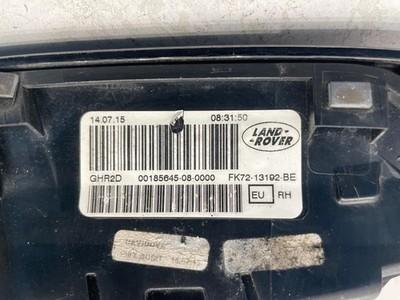 14.07.15 08:31:50
LAND-
-ROVER
GHR2D 00185645-08-0000 FK72-13192-BE
EU RH